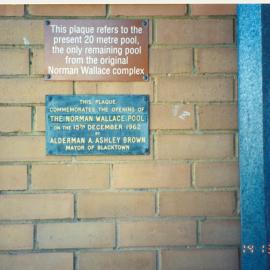 This plaque refers to the
present 20 metre pool,
the only remaining pool
from the original
Norman Wallace complex
THIS PLAQUE
COMMEMORATES THE OPENING OF
THE NORMAN WALLACE POOL
ON THE 15TH DECEMBER 1962
BY
ALDERMAN A. ASHLEY BROWN
MAYOR OF BLACKTOWN